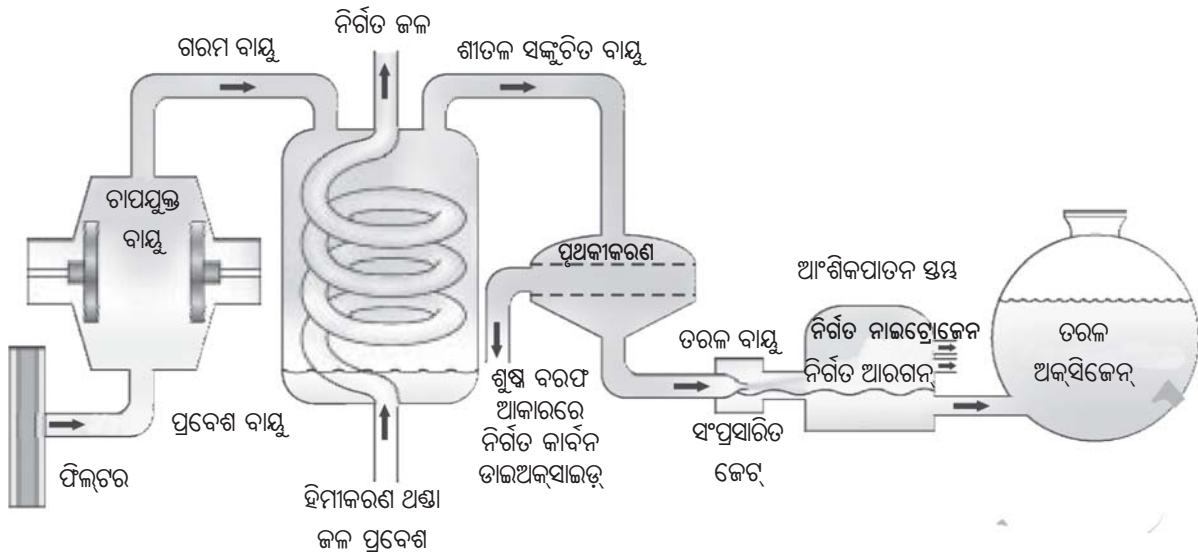 ନିର୍ଗତ ଜଳ
ଗରମ ବାୟୁ
ଶୀତଳ ସଙ୍କୁଚିତ ବାୟୁ
ଚାପଯୁକ୍ତ
ବାୟୁ
ପୃଥକୀକରଣ
ଆଂଶିକପାତନ ସ୍ତମ୍ଭ
ତରଳ ବାୟୁ
ନିର୍ଗତ ନାଇଟ୍ରୋଜେନ
ନିର୍ଗତ ଆରଗନ୍
ତରଳ
ଅକ୍ସିଜେନ୍
ଶୁଷ୍କ ବରଫ
ଆକାରରେ
ନିର୍ଗତ କାର୍ବନ
ଡାଇଅକ୍ସାଇଡ୍
ସଂପ୍ରସାରିତ
ଜେଟ୍
ପ୍ରବେଶ ବାୟୁ
ଫିଲ୍ଟର
ହିମୀକରଣ ଥଣ୍ଡା
ଜଳ ପ୍ରବେଶ